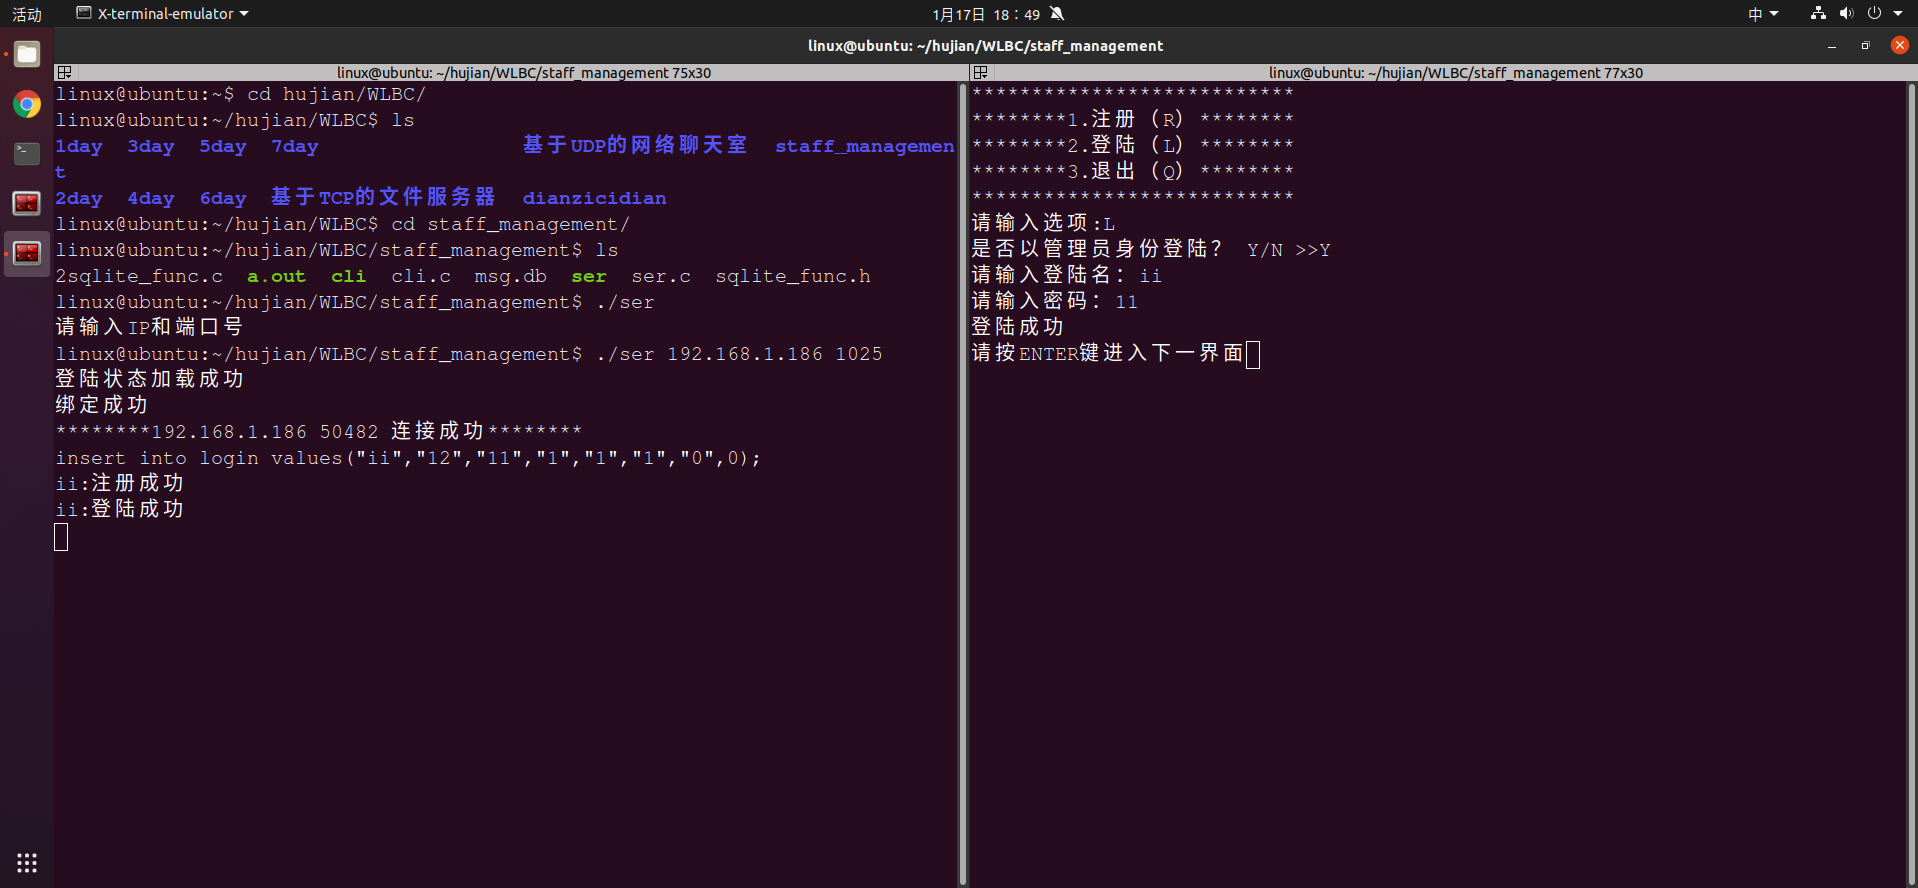 活动 X-terminal-emulator 1月17日 18：49 中
linux@ubuntu: ~/hujian/WLBC/staff_management
linux@ubuntu: ~/hujian/WLBC/staff_management 75x30
linux@ubuntu:~$ cd hujian/WLBC/
linux@ubuntu:~/hujian/WLBC$ ls
1day 3day 5day 7day 基于UDP的网络聊天室 staff_managemen
t
2day 4day 6day 基于TCP的文件服务器 dianzicidian
linux@ubuntu:~/hujian/WLBC$ cd staff_management/
linux@ubuntu:~/hujian/WLBC/staff_management$ ls
2sqlite_func.c a.out cli cli.c msg.db ser ser.c sqlite_func.h
linux@ubuntu:~/hujian/WLBC/staff_management$ ./ser
请输入IP和端口号
linux@ubuntu:~/hujian/WLBC/staff_management$ ./ser 192.168.1.186 1025
登陆状态加载成功
绑定成功
********192.168.1.186 50482 连接成功********
insert into login values("ii","12","11","1","1","1","0",0);
ii:注册成功
ii:登陆成功
linux@ubuntu: ~/hujian/WLBC/staff_management 77x30
***************************
********1.注册（R）********
********2.登陆（L）********
********3.退出（Q）********
***************************
请输入选项:L
是否以管理员身份登陆？ Y/N >>Y
请输入登陆名：ii
请输入密码：11
登陆成功
请按ENTER键进入下一界面